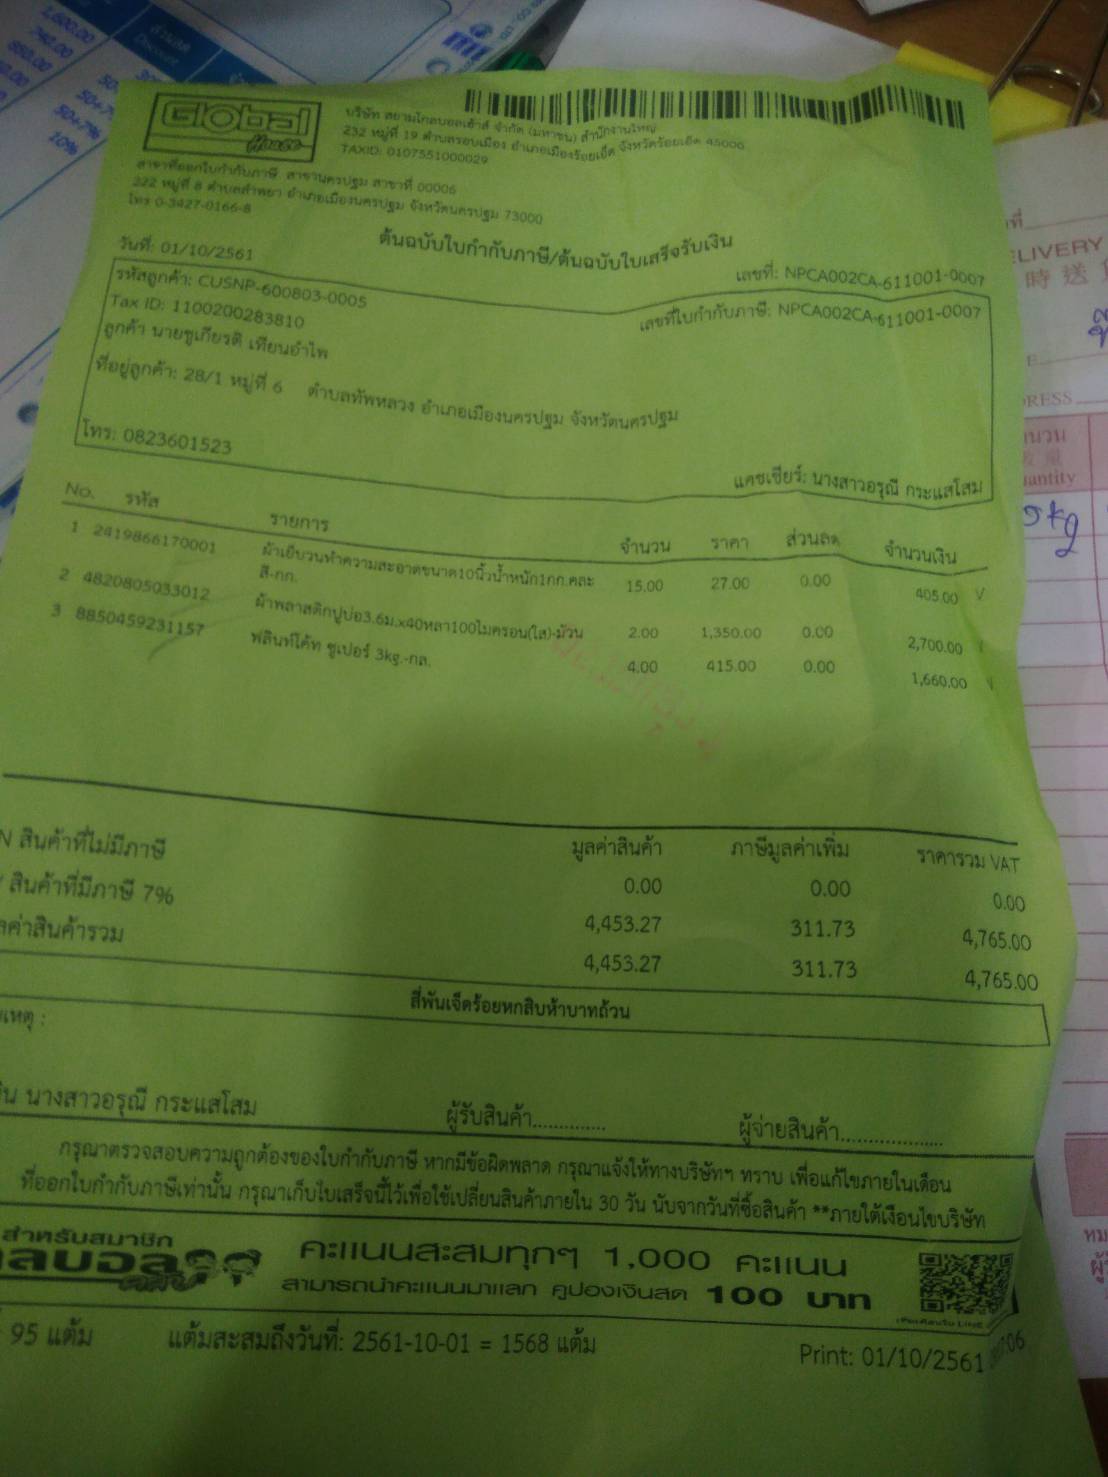 Global
House
บริษัท สยามโกลบอลเฮ้าส์ จำกัด (มหาชน) สำนักงานใหญ่
232 หมู่ที่ 19 ตำบลรอบเมือง อำเภอเมืองร้อยเอ็ด จังหวัดร้อยเอ็ด 45000
TAXID: 0107551000029
สาขาที่ออกใบกำกับภาษี สาขานครปฐม สาขาที่ 00006
222 หมู่ที่ 8 ตำบลลำพยา อำเภอเมืองนครปฐม จังหวัดนครปฐม 73000
โทร 0-3427-0166-8
ต้นฉบับใบกำกับภาษี/ต้นฉบับใบเสร็จรับเงิน
วันที่: 01/10/2561
เลขที่: NPCA002CA-611001-0007
รหัสลูกค้า: CUSNP-600803-0005
เลขที่ใบกำกับภาษี: NPCA002CA-611001-0007
Tax ID: 1100200283810
ลูกค้า นายชูเกียรติ เทียนอำไพ
ที่อยู่ลูกค้า: 28/1 หมู่ที่ 6 ตำบลทัพหลวง อำเภอเมืองนครปฐม จังหวัดนครปฐม
โทร: 0823601523
แคชเชียร์: นางสาวอรุณี กระแสโสม
No. รหัส รายการ จำนวน ราคา ส่วนลด จำนวนเงิน
1 2419866170001 ผ้าเย็บวนทำความสะอาดขนาด10นิ้วน้ำหนัก1กก.คละ 15.00 27.00 0.00 405.00 V
สี-กก.
2 4820805033012 ผ้าพลาสติกปูบ่อ3.6ม.x40หลา100ไมครอน(ใส)-ม้วน 2.00 1,350.00 0.00 2,700.00
3 8850459231157 ฟลินท์โค้ท ซูเปอร์ 3kg.-กล. 4.00 415.00 0.00 1,660.00 V
มูลค่าสินค้า ภาษีมูลค่าเพิ่ม ราคารวม VAT
N สินค้าที่ไม่มีภาษี 0.00 0.00 0.00
สินค้าที่มีภาษี 7% 4,453.27 311.73 4,765.00
ลค่าสินค้ารวม 4,453.27 311.73 4,765.00
สี่พันเจ็ดร้อยหกสิบห้าบาทถ้วน
เหตุ :
นางสาวอรุณี กระแสโสม ผู้รับสินค้า............. ผู้จ่ายสินค้า...................
กรุณาตรวจสอบความถูกต้องของใบกำกับภาษี หากมีข้อผิดพลาด กรุณาแจ้งให้ทางบริษัทฯ ทราบ เพื่อแก้ไขภายในเดือน
ที่ออกใบกำกับภาษีเท่านั้น กรุณาเก็บใบเสร็จนี้ไว้เพื่อใช้เปลี่ยนสินค้าภายใน 30 วัน นับจากวันที่ซื้อสินค้า **ภายใต้เงื่อนไขบริษัท
สำหรับสมาชิก
คะแนนสะสมทุกๆ 1,000 คะแนน
สามารถนำคะแนนมาแลก คูปองเงินสด 100 บาท
95 แต้ม แต้มสะสมถึงวันที่: 2561-10-01 = 1568 แต้ม
Print: 01/10/2561
ELIVERY
時 送
RESS
uantity
1,600.00
Discount
10%